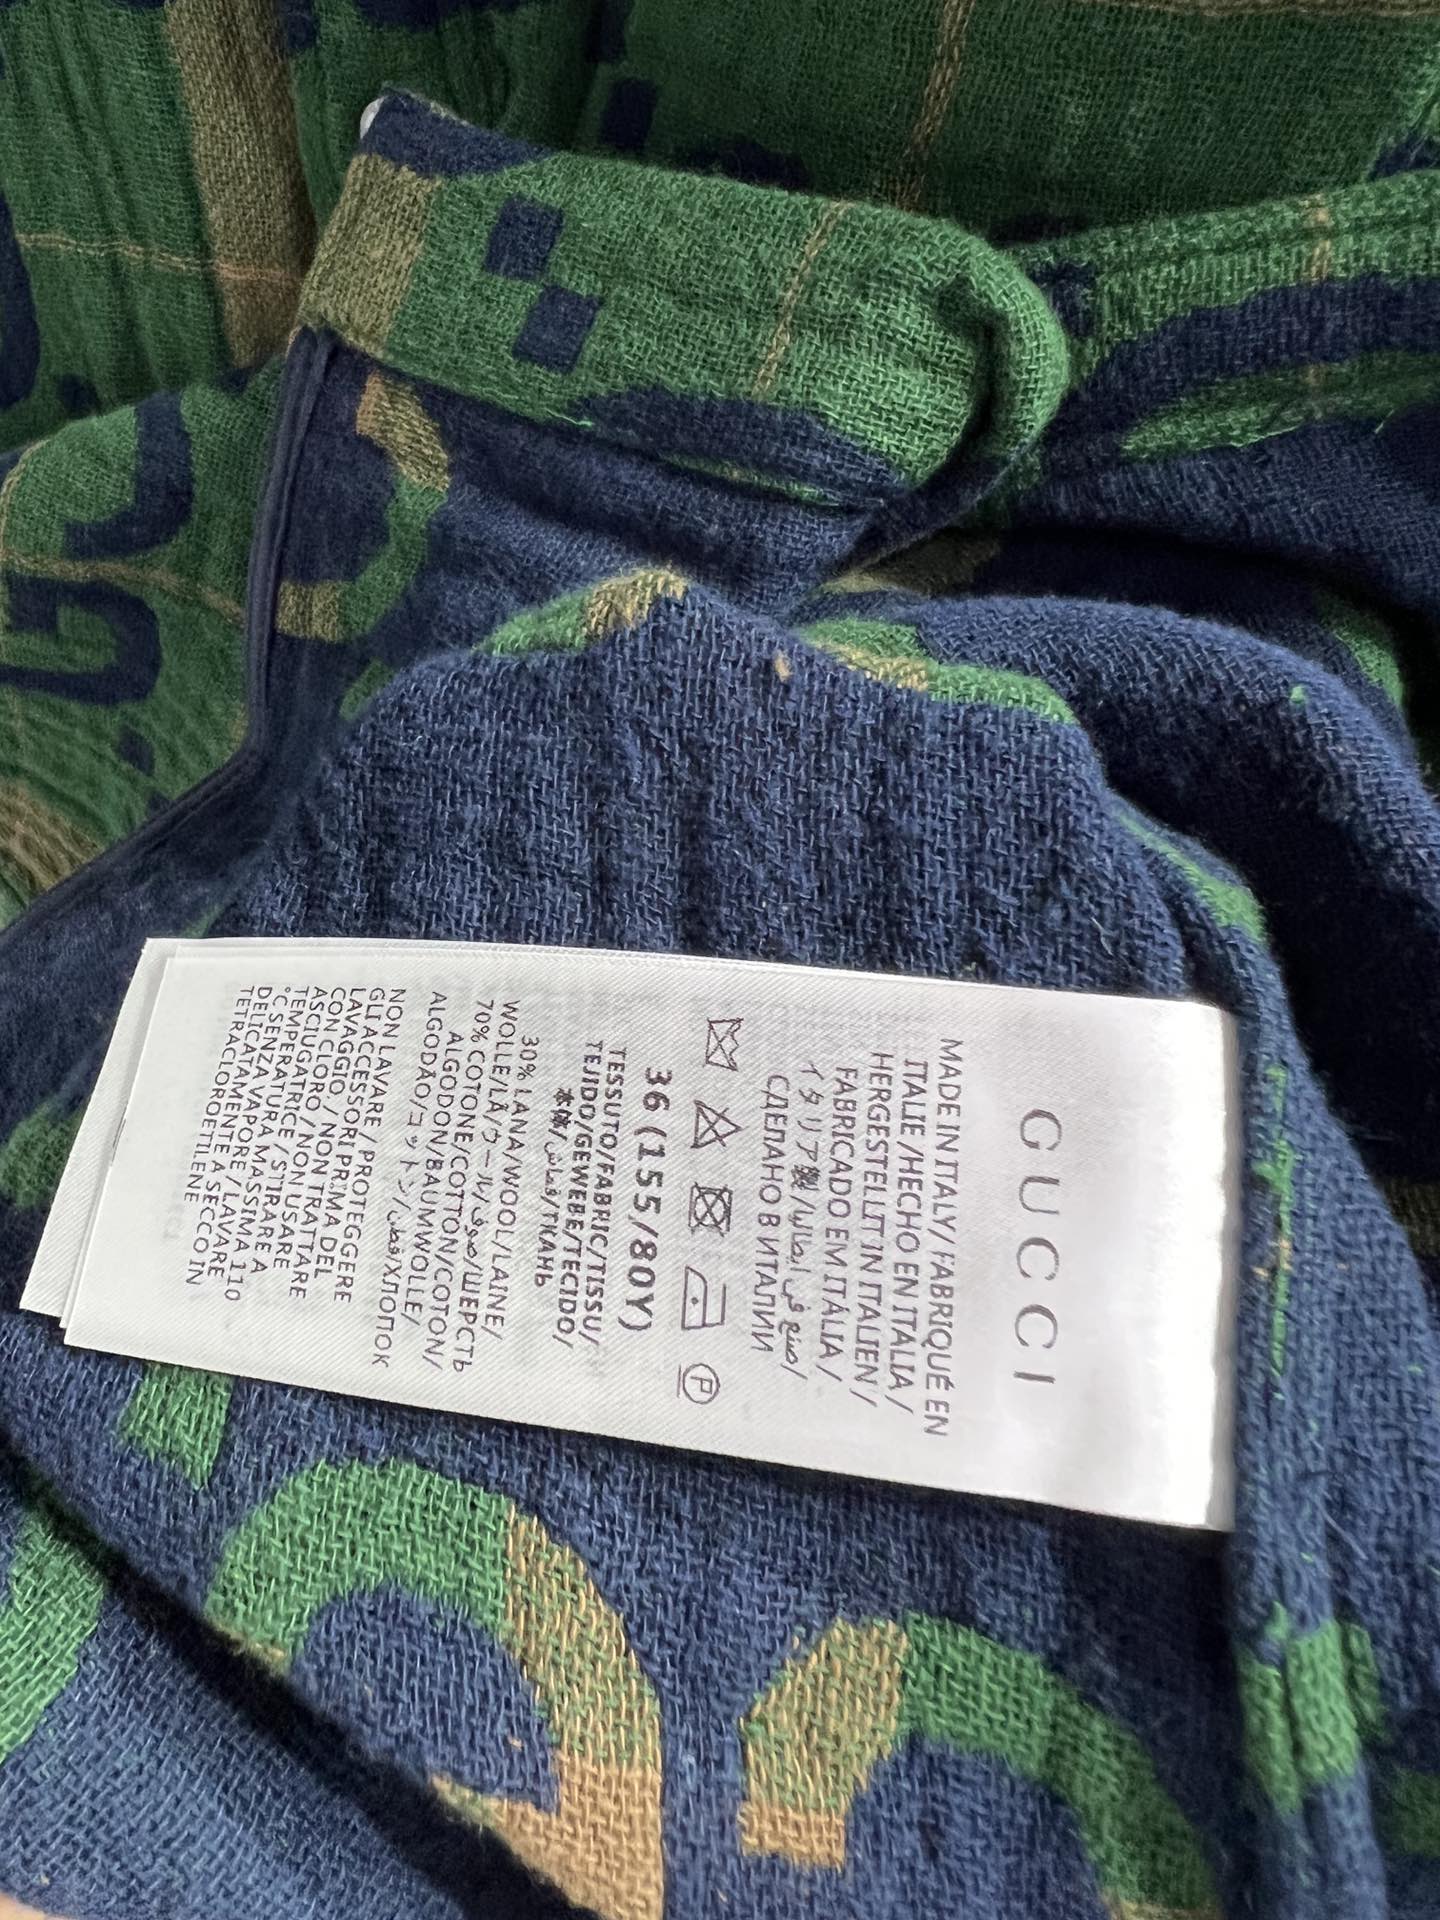 GUCCI
MADE IN ITALY/ FABRIQUÉ EN
ITALIE /HECHO EN ITALIA/
HERGESTELLT IN ITALIEN/
FABRICADO EM ITÁLIA /
イタリア製/صنع في ايطاليا/
СДЕЛАНО В ИТАЛИИ
P
36 (155/80Y)
TESSUTO/FABRIC/TISSU/
TEJIDO/GEWEBE/TECIDO/
本体/قماش/ТКАНЬ
30% LANA/WOOL/LAINE/
WOLLE/LÃ/ウール/صوف/ШЕРСТЬ
70% COTONE/COTTON/COTON/
ALGODON/BAUMWOLLE/
ALGODÃO/コットン/قطن/ХЛОПОК
NON LAVARE / PROTEGGERE
GLI ACCESSORI PRIMA DEL
LAVAGGIO. / NON TRATTARE
CON CLORO / NON USARE
ASCIUGATRICE / STIRARE A
TEMPERATURA MASSIMA 110
°C SENZA VAPORE / LAVARE
DELICATAMENTE A SECCO IN
TETRACLOROETILENE